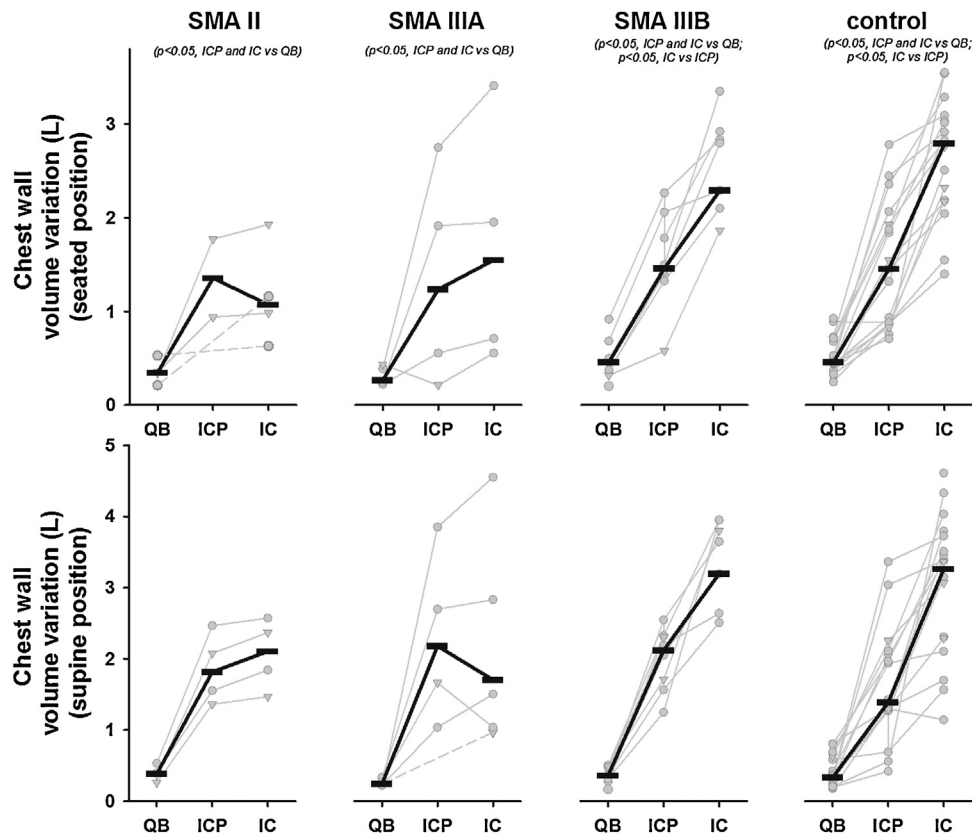 SMA II
SMA IIIA
SMA IIIB
control
(p<0.05, ICP and IC vs QB)
(p<0.05, ICP and IC vs QB)
(p<0.05, ICP and IC vs QB;
p<0.05, IC vs ICP)
(p<0.05, ICP and IC vs QB;
p<0.05, IC vs ICP)
Chest wall
volume variation (L)
(seated position)
3
2
1
0
QB ICP IC
QB ICP IC
QB ICP IC
QB ICP IC
Chest wall
volume variation (L)
(supine position)
5
4
3
2
1
0
QB ICP IC
QB ICP IC
QB ICP IC
QB ICP IC